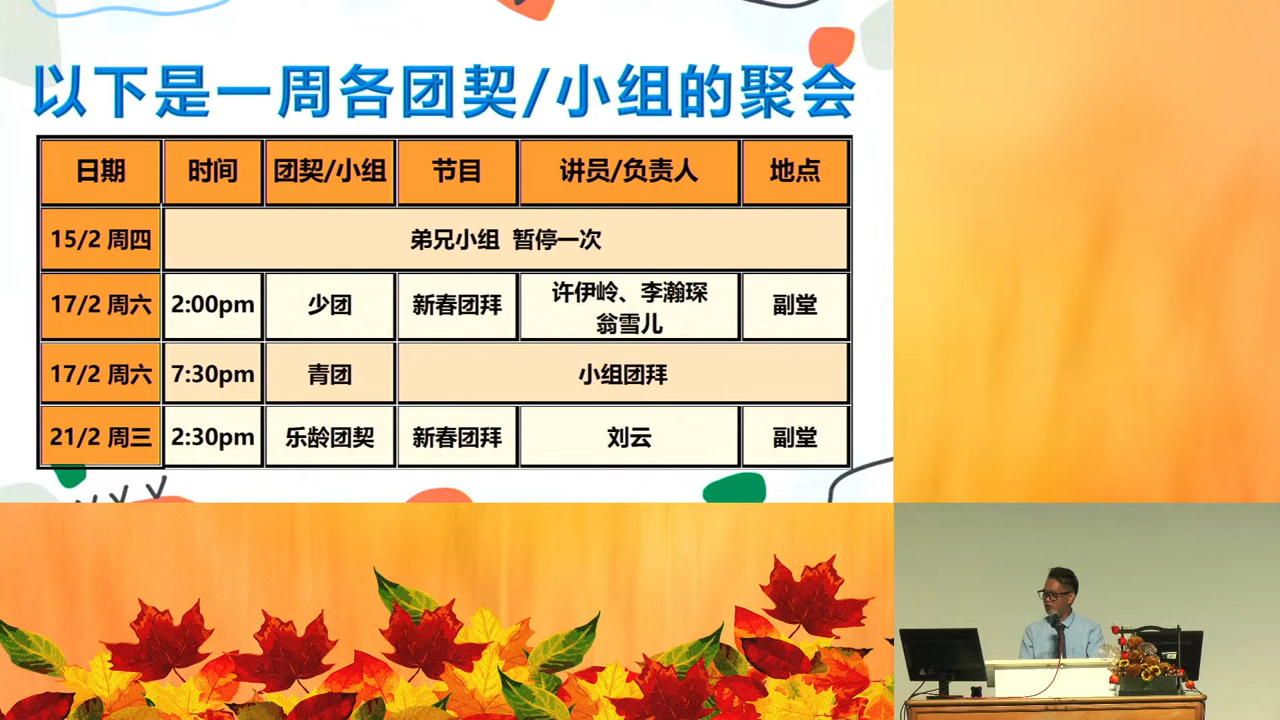 以下是一周各团契/小组的聚会
日期 时间 团契/小组 节目 讲员/负责人 地点
15/2 周四 弟兄小组 暂停一次
17/2 周六 2:00pm 少团 新春团拜 许伊岭、李瀚琛 副堂
翁雪儿
17/2 周六 7:30pm 青团 小组团拜
21/2 周三 2:30pm 乐龄团契 新春团拜 刘云 副堂